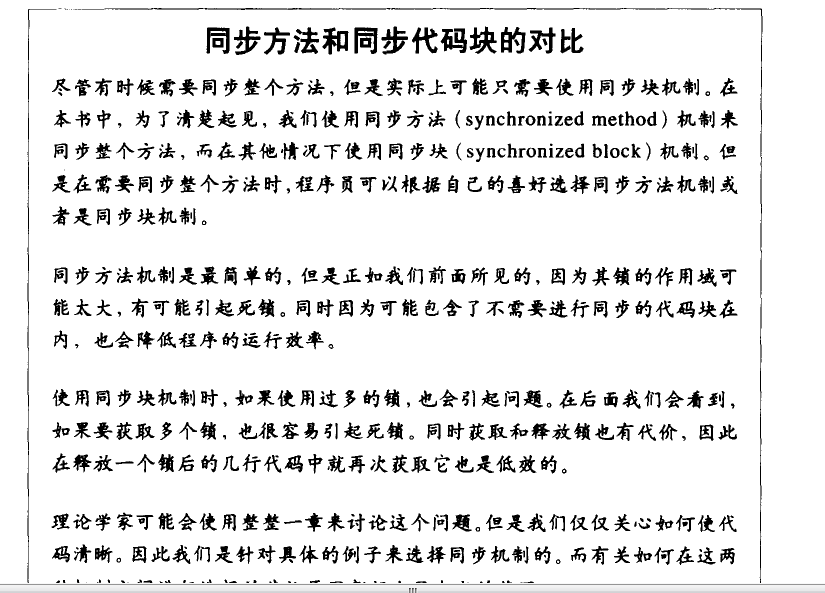 同步方法和同步代码块的对比
尽管有时候需要同步整个方法，但是实际上可能只需要使用同步块机制。在
本书中，为了清楚起见，我们使用同步方法（synchronized method）机制来
同步整个方法，而在其他情况下使用同步块（synchronized block）机制。但
是在需要同步整个方法时，程序员可以根据自己的喜好选择同步方法机制或
者是同步块机制。
同步方法机制是最简单的，但是正如我们前面所见的，因为其锁的作用域可
能太大，有可能引起死锁。同时因为可能包含了不需要进行同步的代码块在
内，也会降低程序的运行效率。
使用同步块机制时，如果使用过多的锁，也会引起问题。在后面我们会看到，
如果要获取多个锁，也很容易引起死锁。同时获取和释放锁也有代价，因此
在释放一个锁后的几行代码中就再次获取它也是低效的。
理论学家可能会使用整整一章来讨论这个问题。但是我们仅仅关心如何使代
码清晰。因此我们是针对具体的例子来选择同步机制的。而有关如何在这两